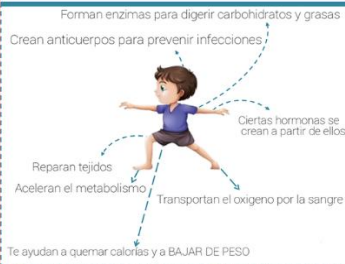 Forman enzimas para digerir carbohidratos y grasas
Crean anticuerpos para prevenir infecciones
Ciertas hormonas se
crean a partir de ellos
Reparan tejidos
Aceleran el metabolismo
Transportan el oxigeno por la sangre
Te ayudan a quemar calorías y a BAJAR DE PESO